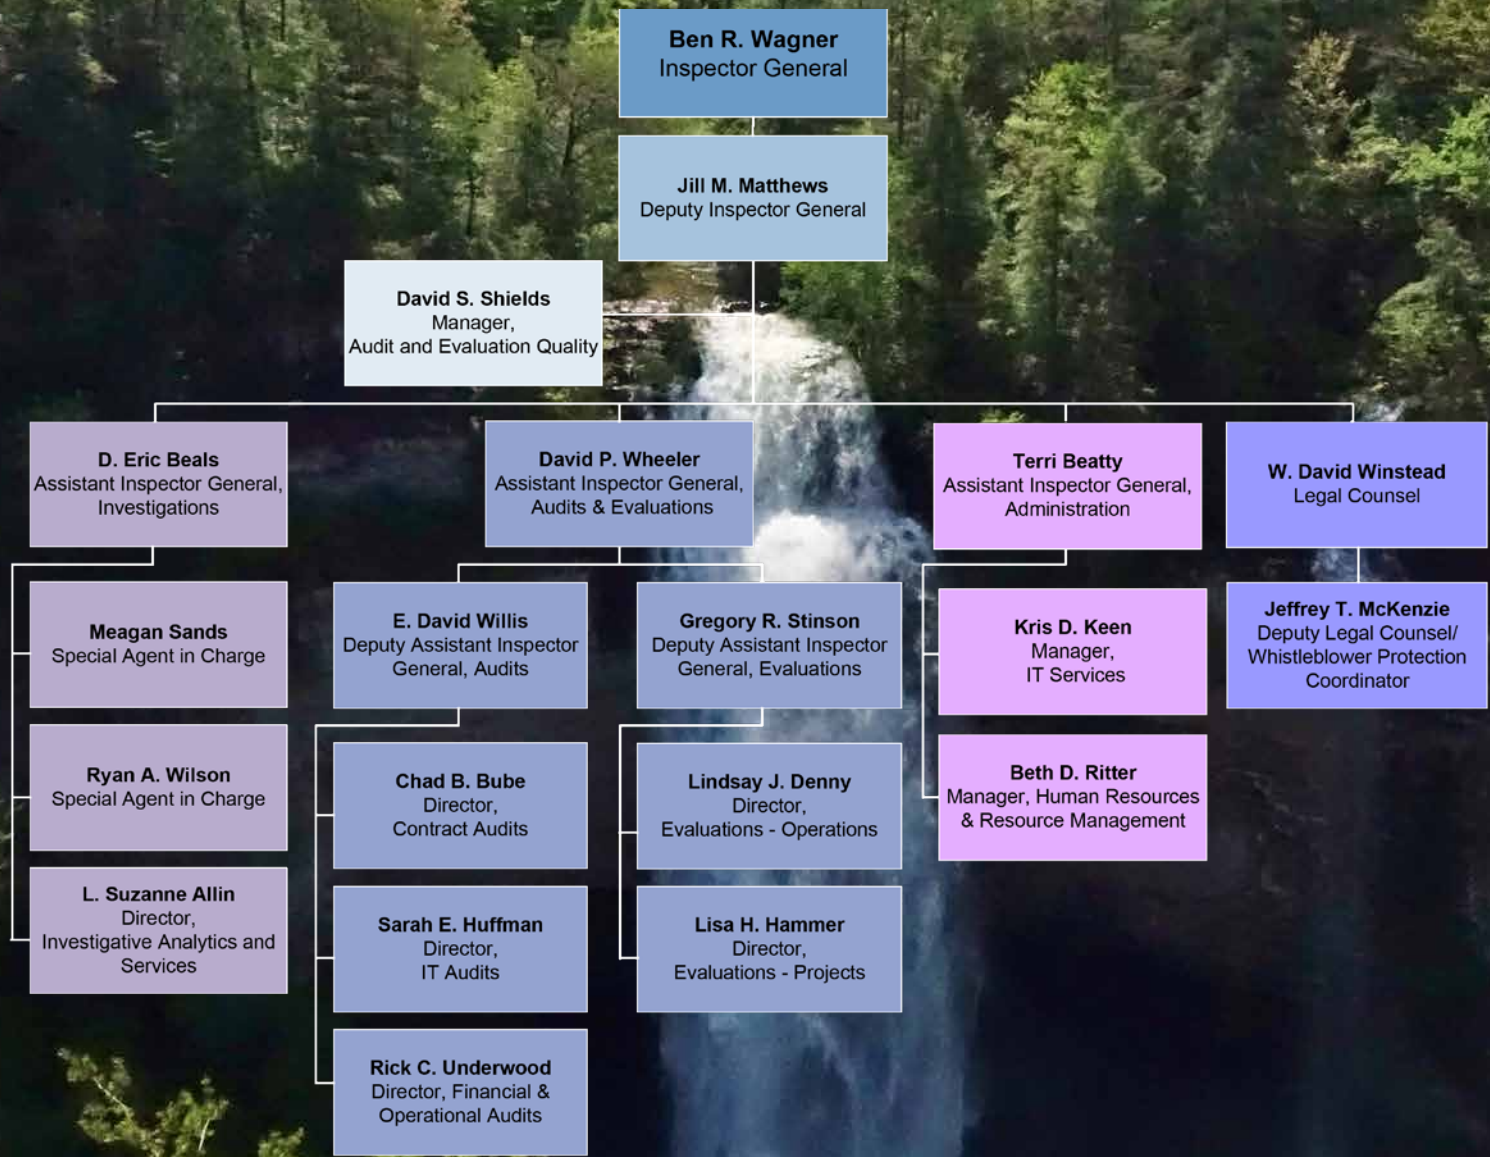 Ben R. Wagner
Inspector General
Jill M. Matthews
Deputy Inspector General
David S. Shields
Manager,
Audit and Evaluation Quality
D. Eric Beals
Assistant Inspector General,
Investigations
David P. Wheeler
Assistant Inspector General,
Audits & Evaluations
Terri Beatty
Assistant Inspector General,
Administration
W. David Winstead
Legal Counsel
Meagan Sands
Special Agent in Charge
E. David Willis
Deputy Assistant Inspector
General, Audits
Gregory R. Stinson
Deputy Assistant Inspector
General, Evaluations
Kris D. Keen
Manager,
IT Services
Jeffrey T. McKenzie
Deputy Legal Counsel/
Whistleblower Protection
Coordinator
Ryan A. Wilson
Special Agent in Charge
Chad B. Bube
Director,
Contract Audits
Lindsay J. Denny
Director,
Evaluations - Operations
Beth D. Ritter
Manager, Human Resources
& Resource Management
L. Suzanne Allin
Director,
Investigative Analytics and
Services
Sarah E. Huffman
Director,
IT Audits
Lisa H. Hammer
Director,
Evaluations - Projects
Rick C. Underwood
Director, Financial &
Operational Audits